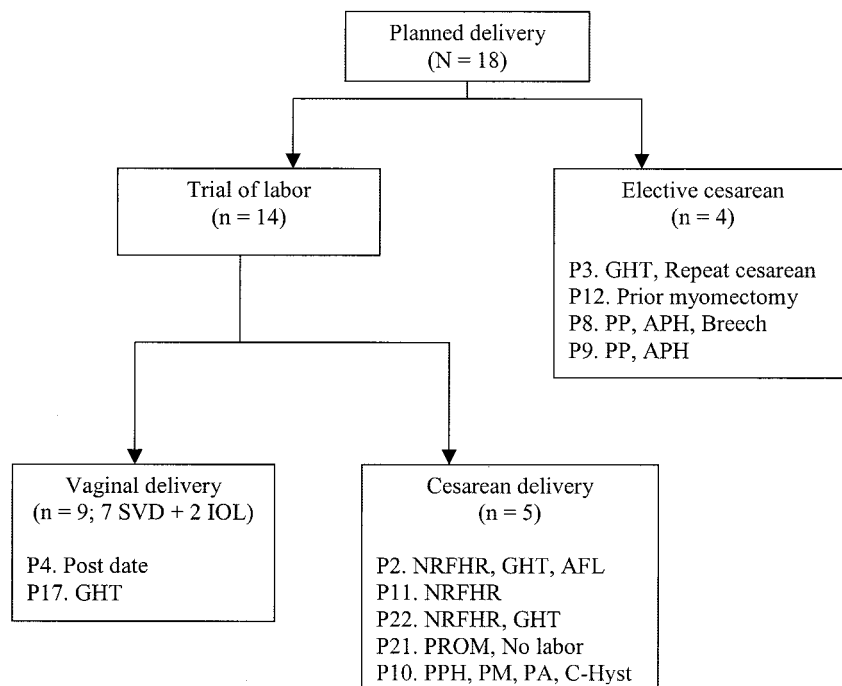 Planned delivery
(N = 18)
Trial of labor
(n = 14)
Elective cesarean
(n = 4)
P3. GHT, Repeat cesarean
P12. Prior myomectomy
P8. PP, APH, Breech
P9. PP, APH
Vaginal delivery
(n = 9; 7 SVD + 2 IOL)
P4. Post date
P17. GHT
Cesarean delivery
(n = 5)
P2. NRFHR, GHT, AFL
P11. NRFHR
P22. NRFHR, GHT
P21. PROM, No labor
P10. PPH, PM, PA, C-Hyst